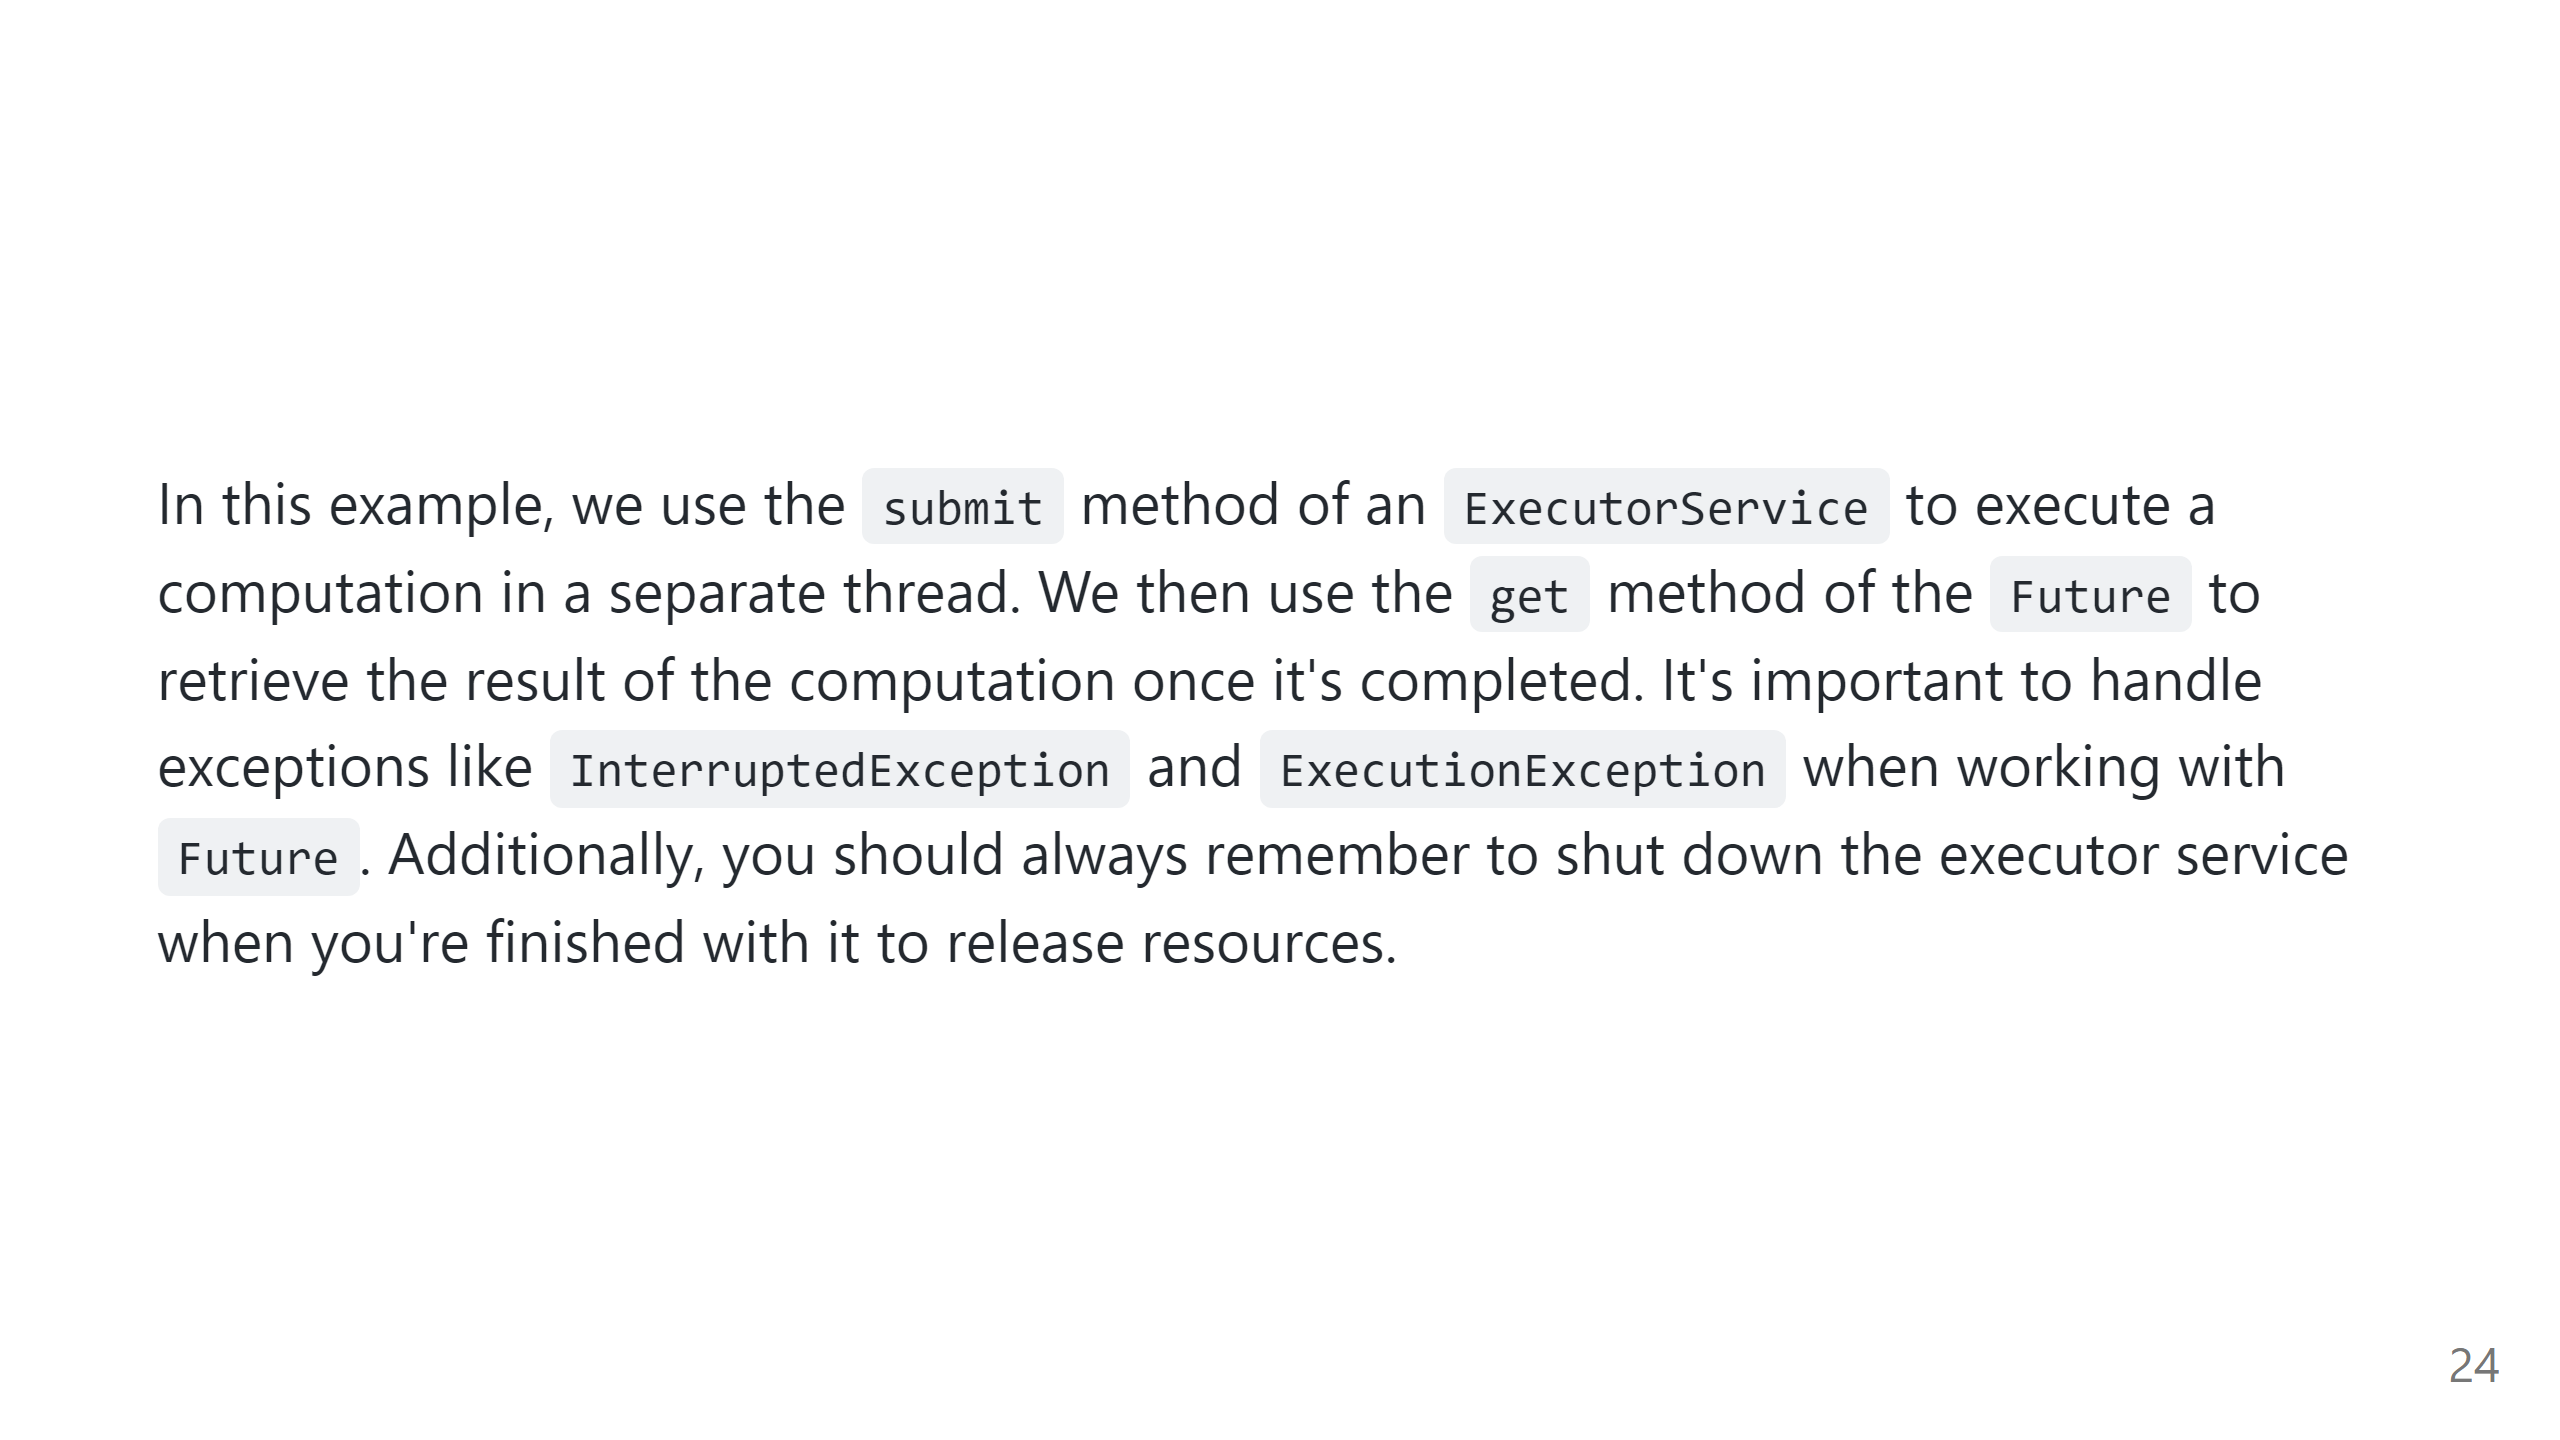 In this example, we use the submit method of an ExecutorService to execute a
computation in a separate thread. We then use the get method of the Future to
retrieve the result of the computation once it's completed. It's important to handle
exceptions like InterruptedException and ExecutionException when working with
Future. Additionally, you should always remember to shut down the executor service
when you're finished with it to release resources.
24